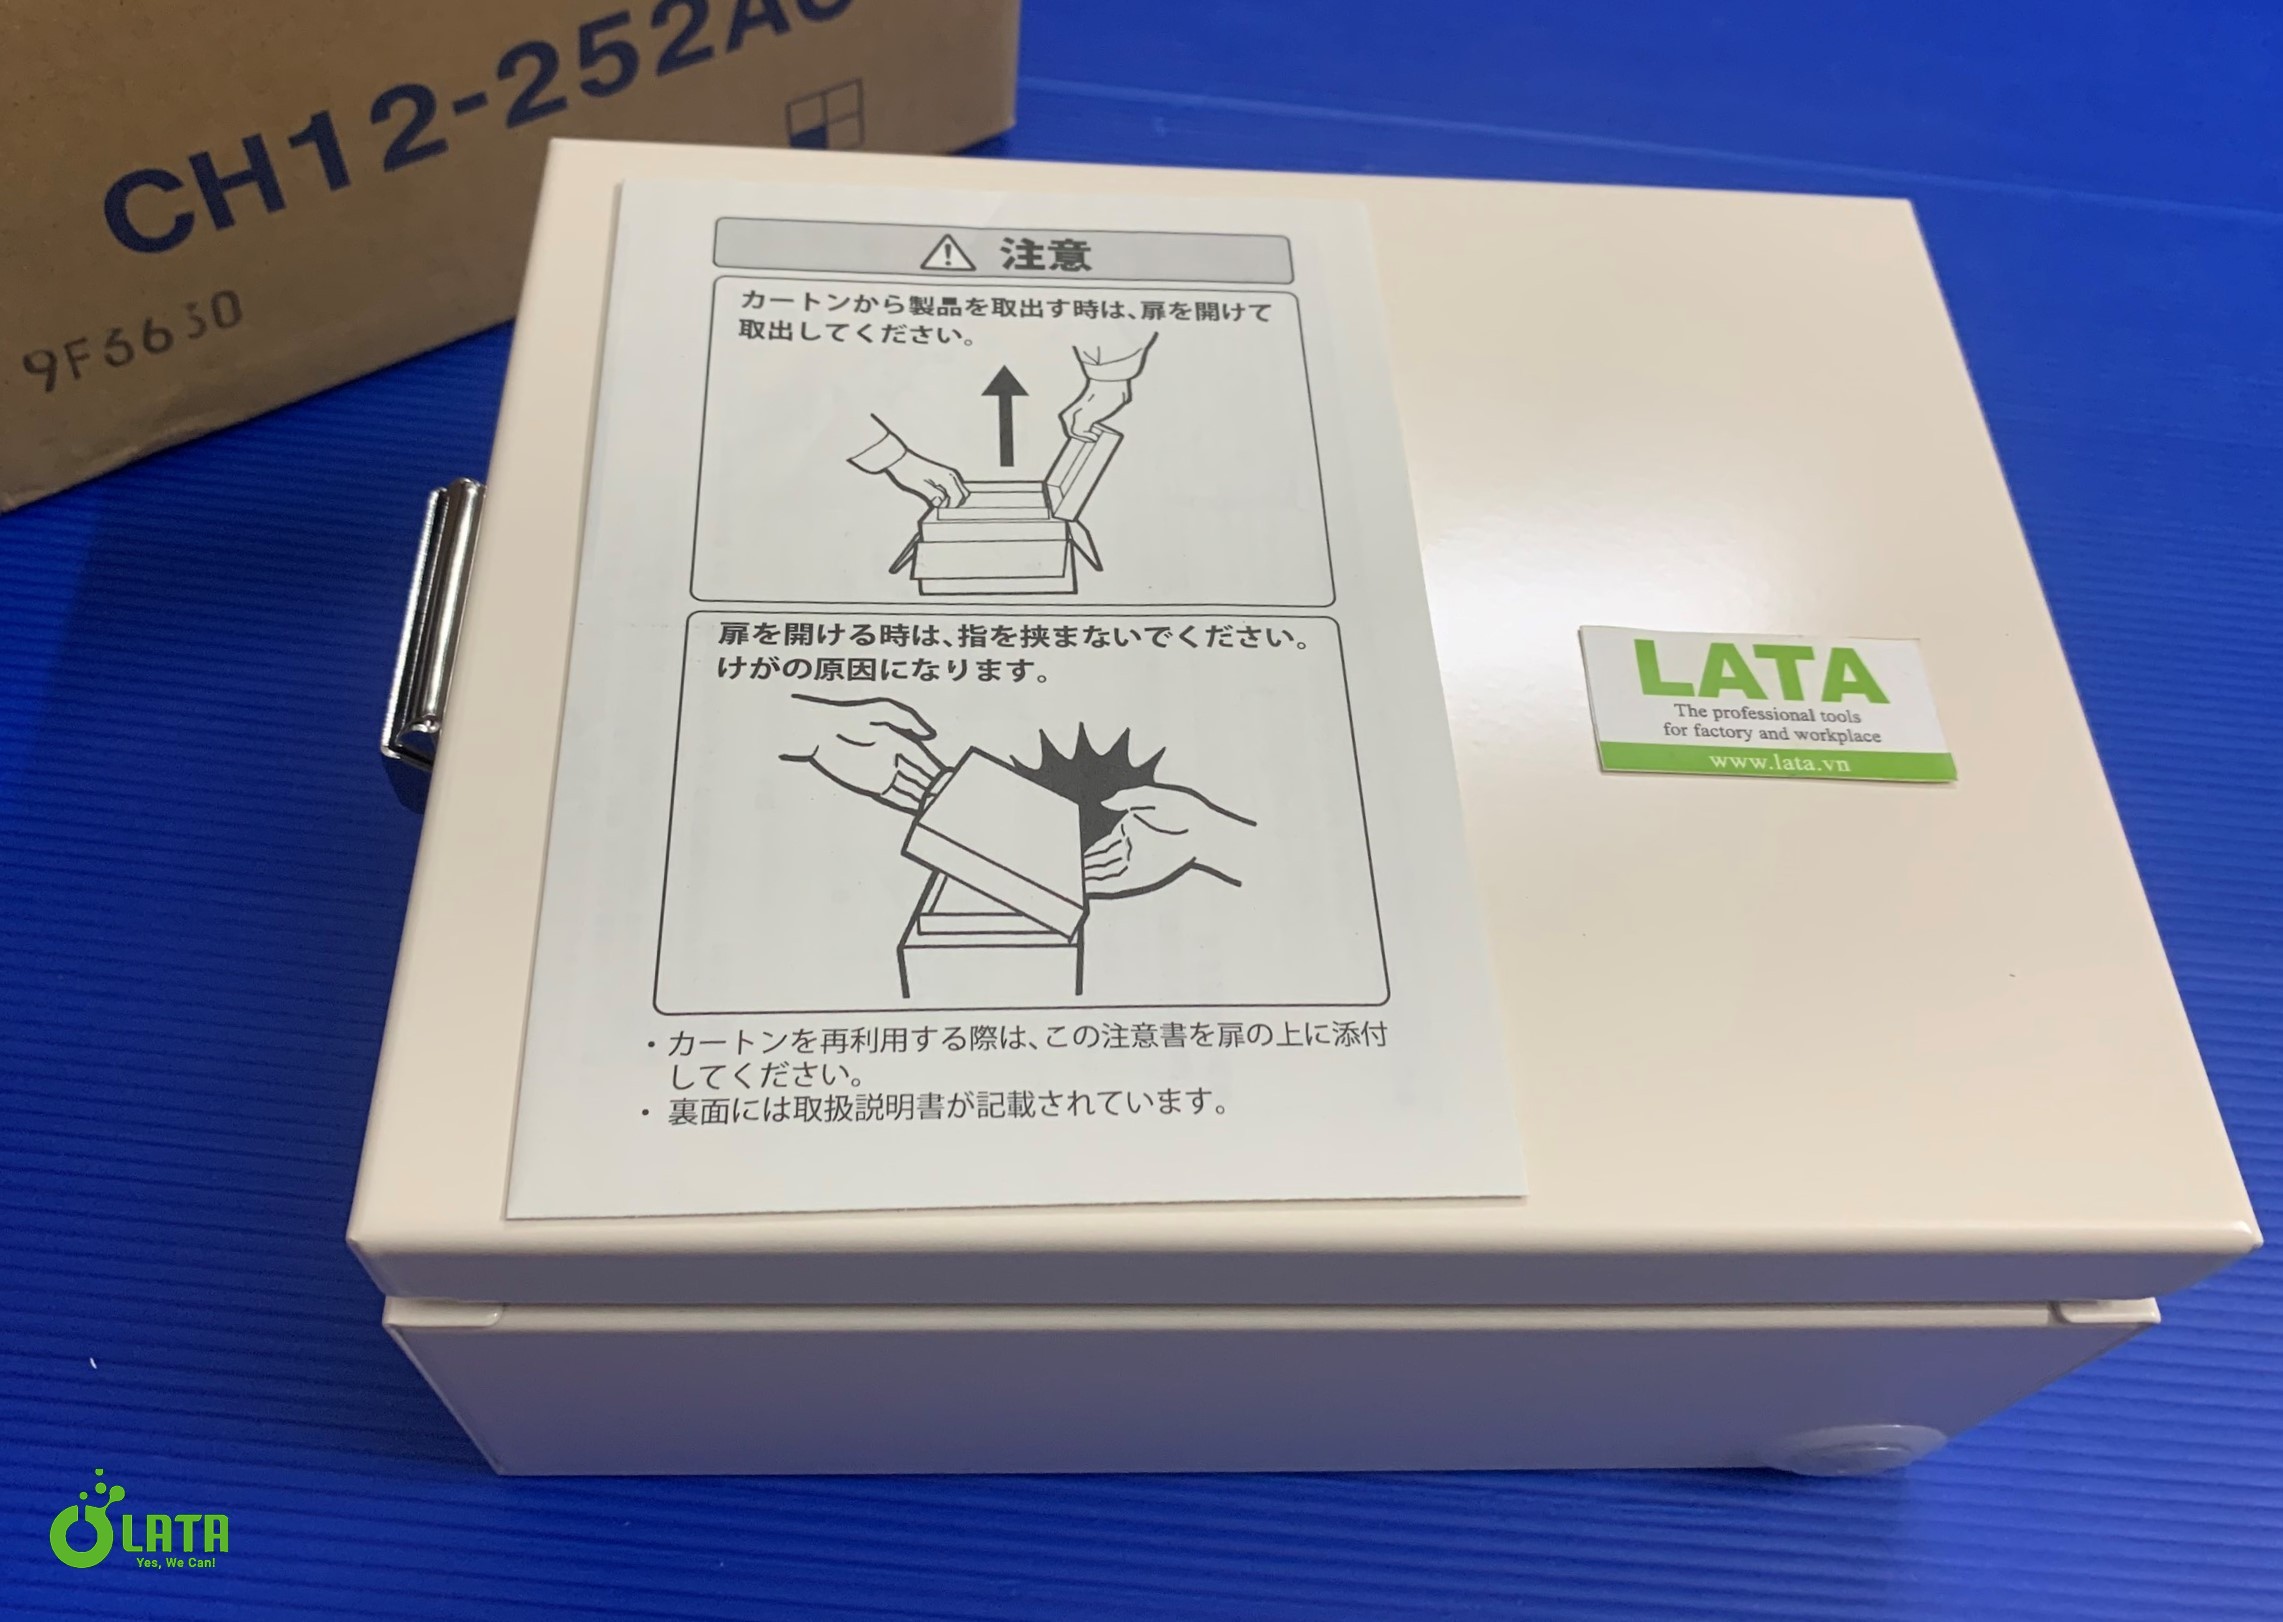 CH12-252AC
9F5630
注意
カートンから製品を取出す時は、扉を開けて
取出してください。
扉を開ける時は、指を挟まないでください。
けがの原因になります。
・カートンを再利用する際は、この注意書を扉の上に添付
してください。
・裏面には取扱説明書が記載されています。
LATA
The professional tools
for factory and workplace
www.lata.vn
LATA
Yes, We Can!